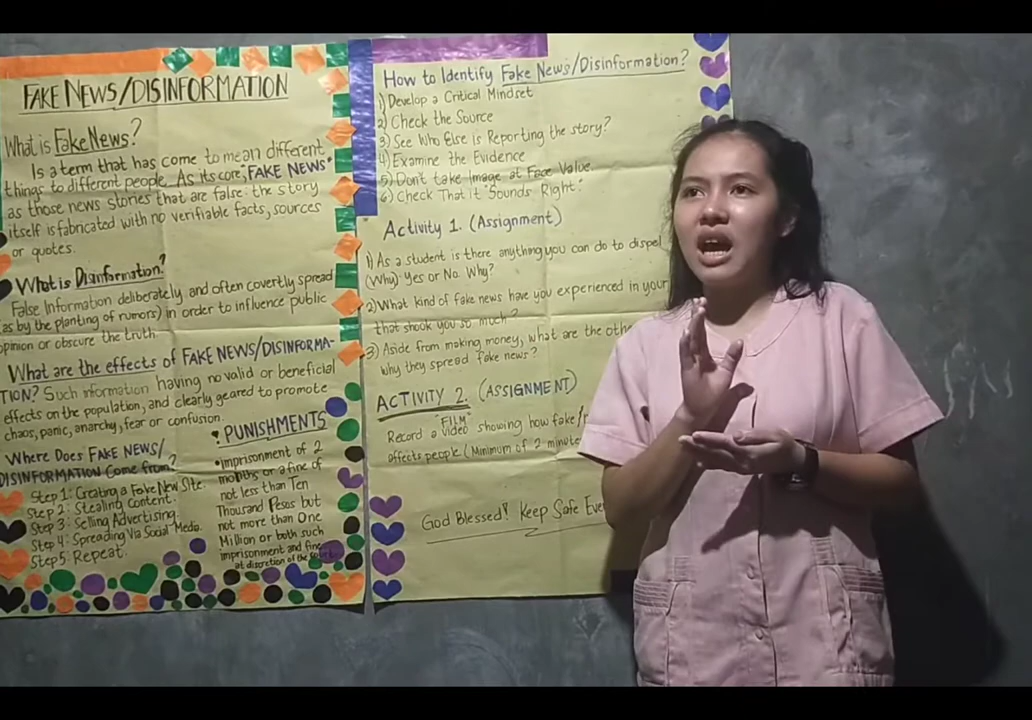 FAKE NEWS/DISINFORMATION
What is Fake News?
Is a term that has come to mean different
things to different people. As its core, FAKE NEWS"
as those news stories that are false: the story
itself is fabricated with no verifiable facts, sources
or quotes.
What is Disinformation?
False Information deliberately and often covertly spread
(as by the planting of rumors) in order to influence public
opinion or obscure the truth.
What are the effects of FAKE NEWS/DISINFORMA-
TION? Such information having no valid or beneficial
effects on the population, and clearly geared to promote
chaos, panic, anarchy, fear or confusion.
Where Does FAKE NEWS/
DISINFORMATION Come from?
Step 1: Creating a Fake New Site.
Step 2: Stealing Content.
Step 3: Selling Advertising.
Step 4: Spreading Via Social Media.
Step 5: Repeat.
PUNISHMENTS
•imprisonment of 2
months or a fine of
not less than Ten
Thousand Pesos but
not more than One
Million or both such
imprisonment and fine
at discretion of the
How to Identify Fake News/Disinformation?
1) Develop a Critical Mindset
2) Check the Source
3) See Who Else is Reporting the story?
4) Examine the Evidence
5) Don't take Image at Face Value.
6) Check That it "Sounds Right".
Activity 1. (Assignment)
1) As a student is there anything you can do to dispel
(Why) Yes or No. Why?
2) What kind of fake news have you experienced in your
that shook you so much?
3) Aside from making money, what are the
why they spread fake news?
ACTIVITY 2. (ASSIGNMENT)
"FILM"
Record a Video showing how fake
affects people (Minimum of 2-minute
God Blessed! Keep Safe